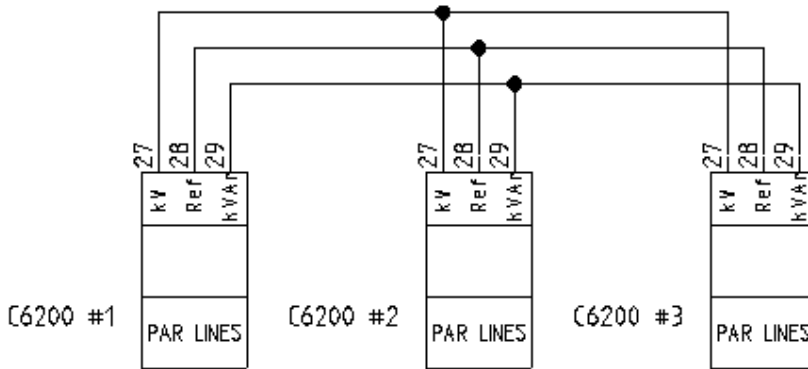 27 28 29 27 28 29 27 28 29
kV Ref kVAr kV Ref kVAr kV Ref kVAr
C6200 #1 PAR LINES C6200 #2 PAR LINES C6200 #3 PAR LINES